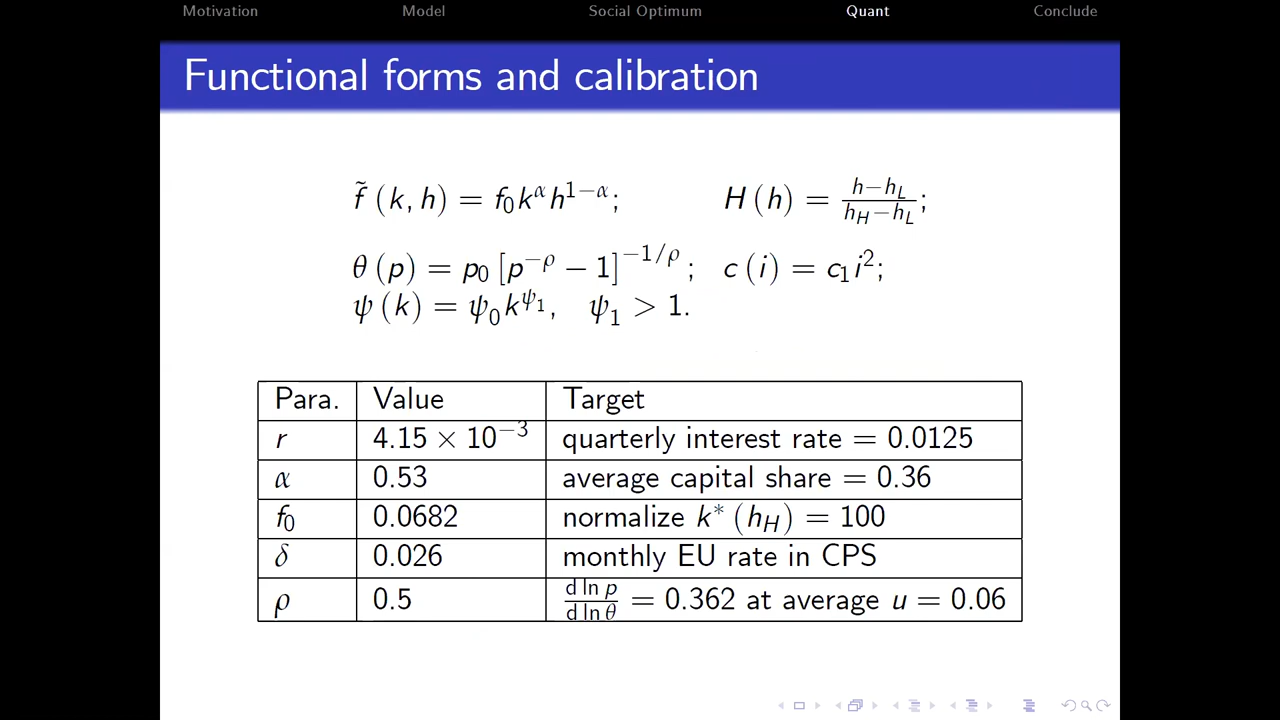 Motivation Model Social Optimum Quant Conclude
Functional forms and calibration
f̃ (k, h) = f₀k^α h^{1−α}; H (h) = \frac{h−h_L}{h_H−h_L};
θ (p) = p₀ [p^{−ρ} − 1]^{−1/ρ}; c (i) = c₁i²;
ψ (k) = ψ₀k^{ψ₁}, ψ₁ > 1.
Para. Value Target
r 4.15 × 10⁻³ quarterly interest rate = 0.0125
α 0.53 average capital share = 0.36
f₀ 0.0682 normalize k* (h_H) = 100
δ 0.026 monthly EU rate in CPS
ρ 0.5 \frac{d ln p}{d ln θ} = 0.362 at average u = 0.06